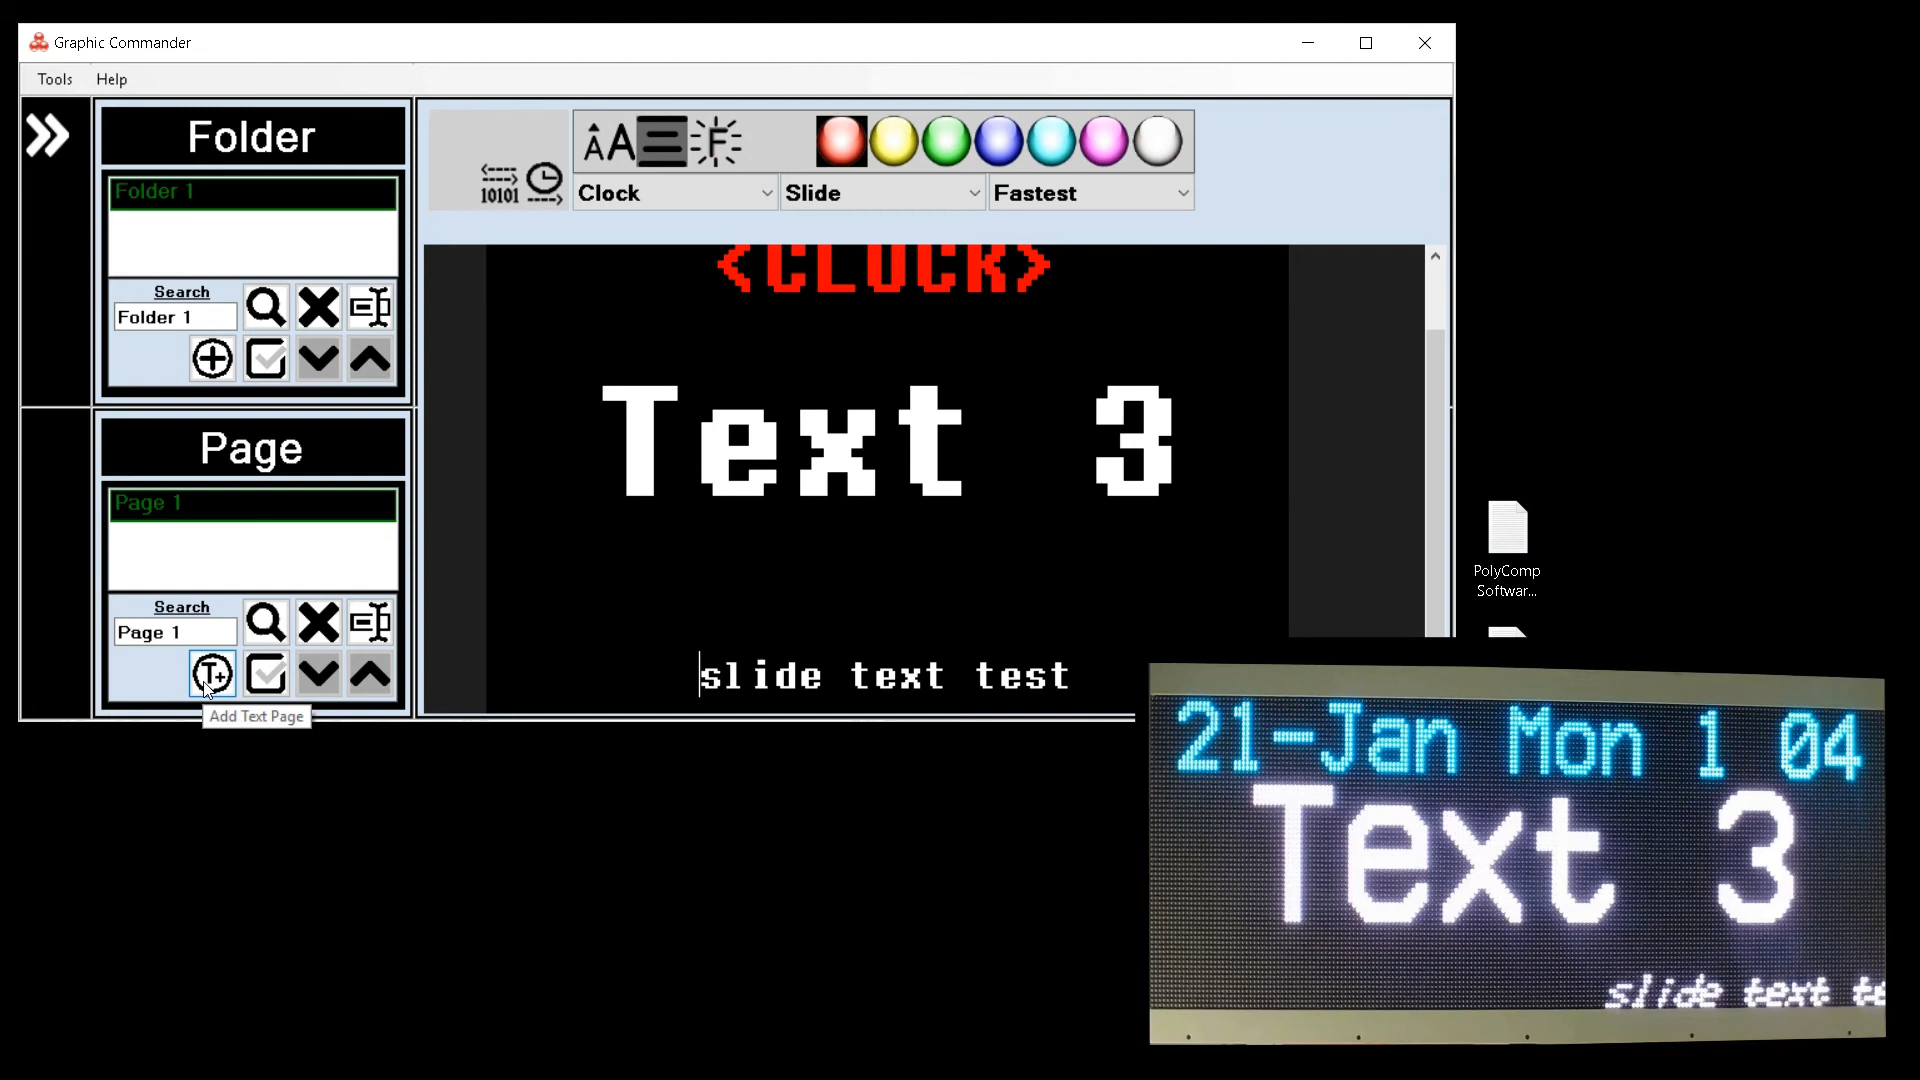 Graphic Commander
Tools Help
Folder
Folder 1
Search
Folder 1
Page
Page 1
Search
Page 1
T+
Add Text Page
AA
F
10101
Clock
Slide
Fastest
<CLOCK>
Text 3
slide text test
PolyComp
Softwar...
21-Jan Mon 1 04
Text 3
slide text te